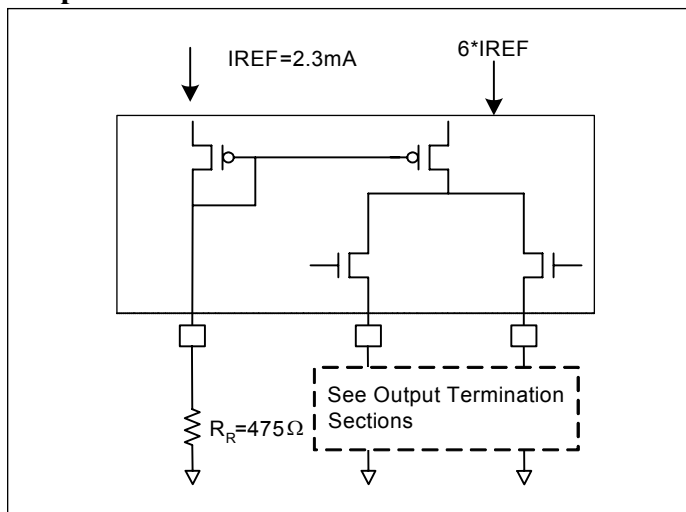 IREF=2.3mA
6*IREF
See Output Termination
Sections
R_R=475Ω